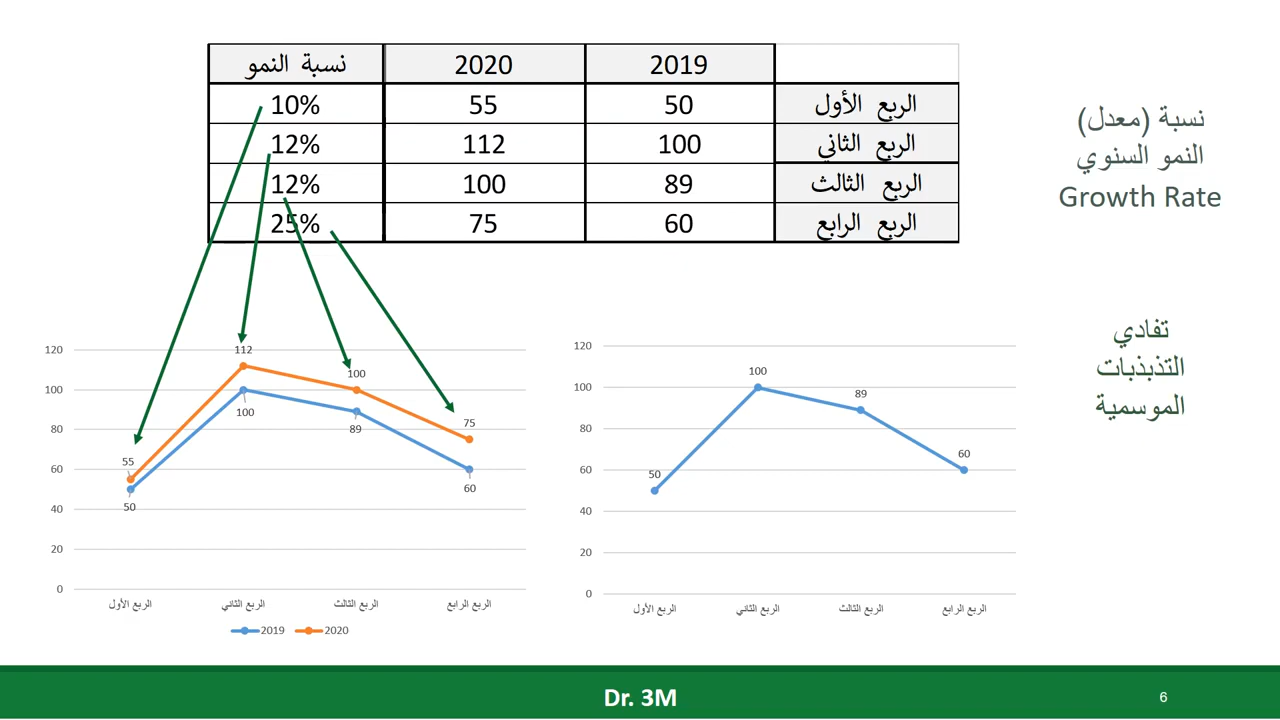 2019 2020 نسبة النمو
الربع الأول 50 55 10%
الربع الثاني 100 112 12%
الربع الثالث 89 100 12%
الربع الرابع 60 75 25%
نسبة (معدل)
النمو السنوي
Growth Rate
تفادي
التذبذبات
الموسمية
120
100
80
60
40
20
0
50
100
89
60
الربع الأول الربع الثاني الربع الثالث الربع الرابع
120
100
80
60
40
20
0
112
100
75
55
100
89
60
50
الربع الأول الربع الثاني الربع الثالث الربع الرابع
2019 2020
Dr. 3M
6